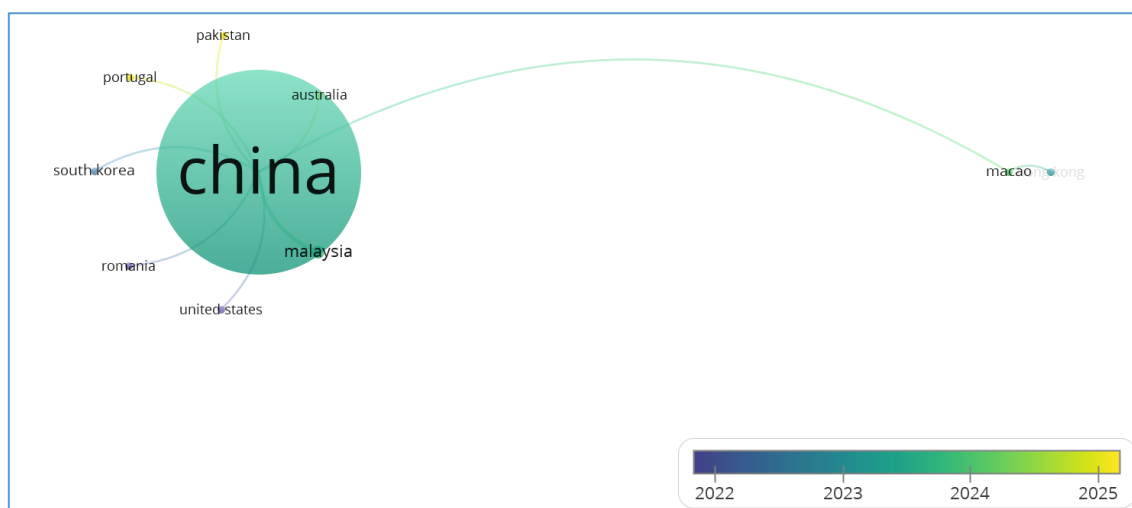 pakistan
portugal
australia
china
south korea
macao
malaysia
romania
united states
2022
2023
2024
2025